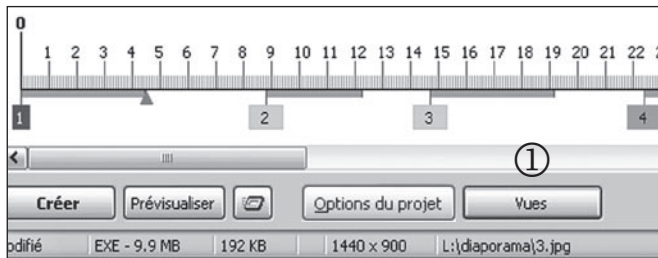 0
1 2 3 4 5 6 7 8 9 10 11 12 13 14 15 16 17 18 19 20 21 22
1 2 3 4
①
Créer Prévisualiser Options du projet Vues
odifié EXE - 9.9 MB 192 KB 1440 x 900 L:\diaporama\3.jpg